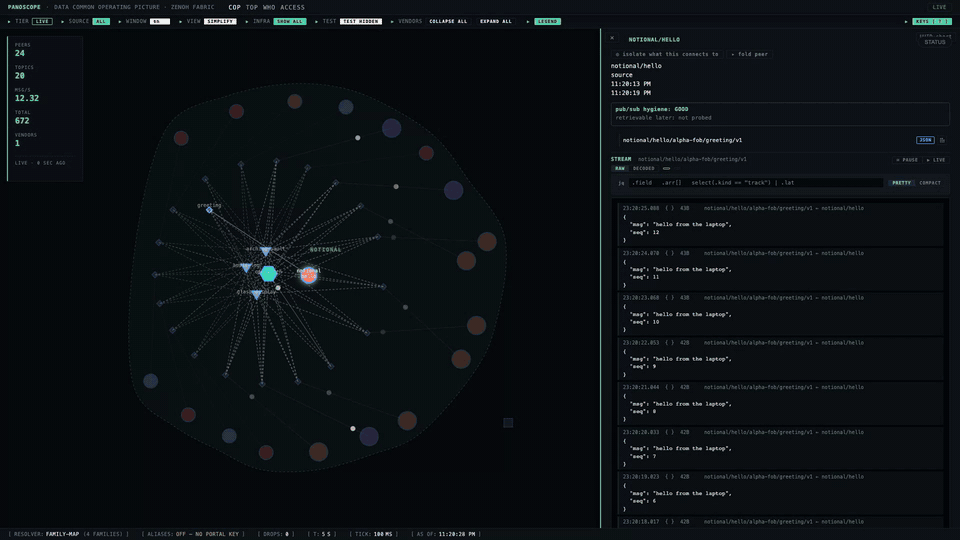 PANOSCOPE · DATA COMMON OPERATING PICTURE · ZENOH FABRIC COP TOP WHO ACCESS LIVE
▶ TIER LIVE ▶ SOURCE ALL ▶ WINDOW 5h ▶ VIEW SIMPLIFY ▶ INFRA SHOW ALL ▶ TEST TEST HIDDEN ▶ VENDORS COLLAPSE ALL EXPAND ALL ▶ LEGEND ▶ KEYS [ ? ]
PEERS
24
TOPICS
20
MSG/S
12.32
TOTAL
672
VENDORS
1
LIVE · 0 SEC AGO
greeting
NOTIONAL
notional
× NOTIONAL/HELLO
STATUS
isolate what this connects to
fold peer
notional/hello
source
11:20:13 PM
11:20:19 PM
pub/sub hygiene: GOOD
retrievable later: not probed
notional/hello/alpha-fob/greeting/v1 JSON
STREAM notional/hello/alpha-fob/greeting/v1 PAUSE ▶ LIVE
RAW DECODED
jq .field .arr[] select(.kind == "track") | .lat PRETTY COMPACT
23:20:25.088 { } 43B notional/hello/alpha-fob/greeting/v1 ← notional/hello
{
"msg": "hello from the laptop",
"seq": 12
}
23:20:24.078 { } 43B notional/hello/alpha-fob/greeting/v1 ← notional/hello
{
"msg": "hello from the laptop",
"seq": 11
}
23:20:23.068 { } 43B notional/hello/alpha-fob/greeting/v1 ← notional/hello
{
"msg": "hello from the laptop",
"seq": 10
}
23:20:22.053 { } 42B notional/hello/alpha-fob/greeting/v1 ← notional/hello
{
"msg": "hello from the laptop",
"seq": 9
}
23:20:21.044 { } 42B notional/hello/alpha-fob/greeting/v1 ← notional/hello
{
"msg": "hello from the laptop",
"seq": 8
}
23:20:20.033 { } 42B notional/hello/alpha-fob/greeting/v1 ← notional/hello
{
"msg": "hello from the laptop",
"seq": 7
}
23:20:19.023 { } 42B notional/hello/alpha-fob/greeting/v1 ← notional/hello
{
"msg": "hello from the laptop",
"seq": 6
}
23:20:18.017 { } 42B notional/hello/alpha-fob/greeting/v1 ← notional/hello
[ RESOLVER: FAMILY-MAP (4 FAMILIES) ] [ ALIASES: OFF — NO PORTAL KEY ] [ DROPS: 0 ] [ T: 5 S ] [ TICK: 100 MS ] [ AS OF: 11:20:28 PM ]